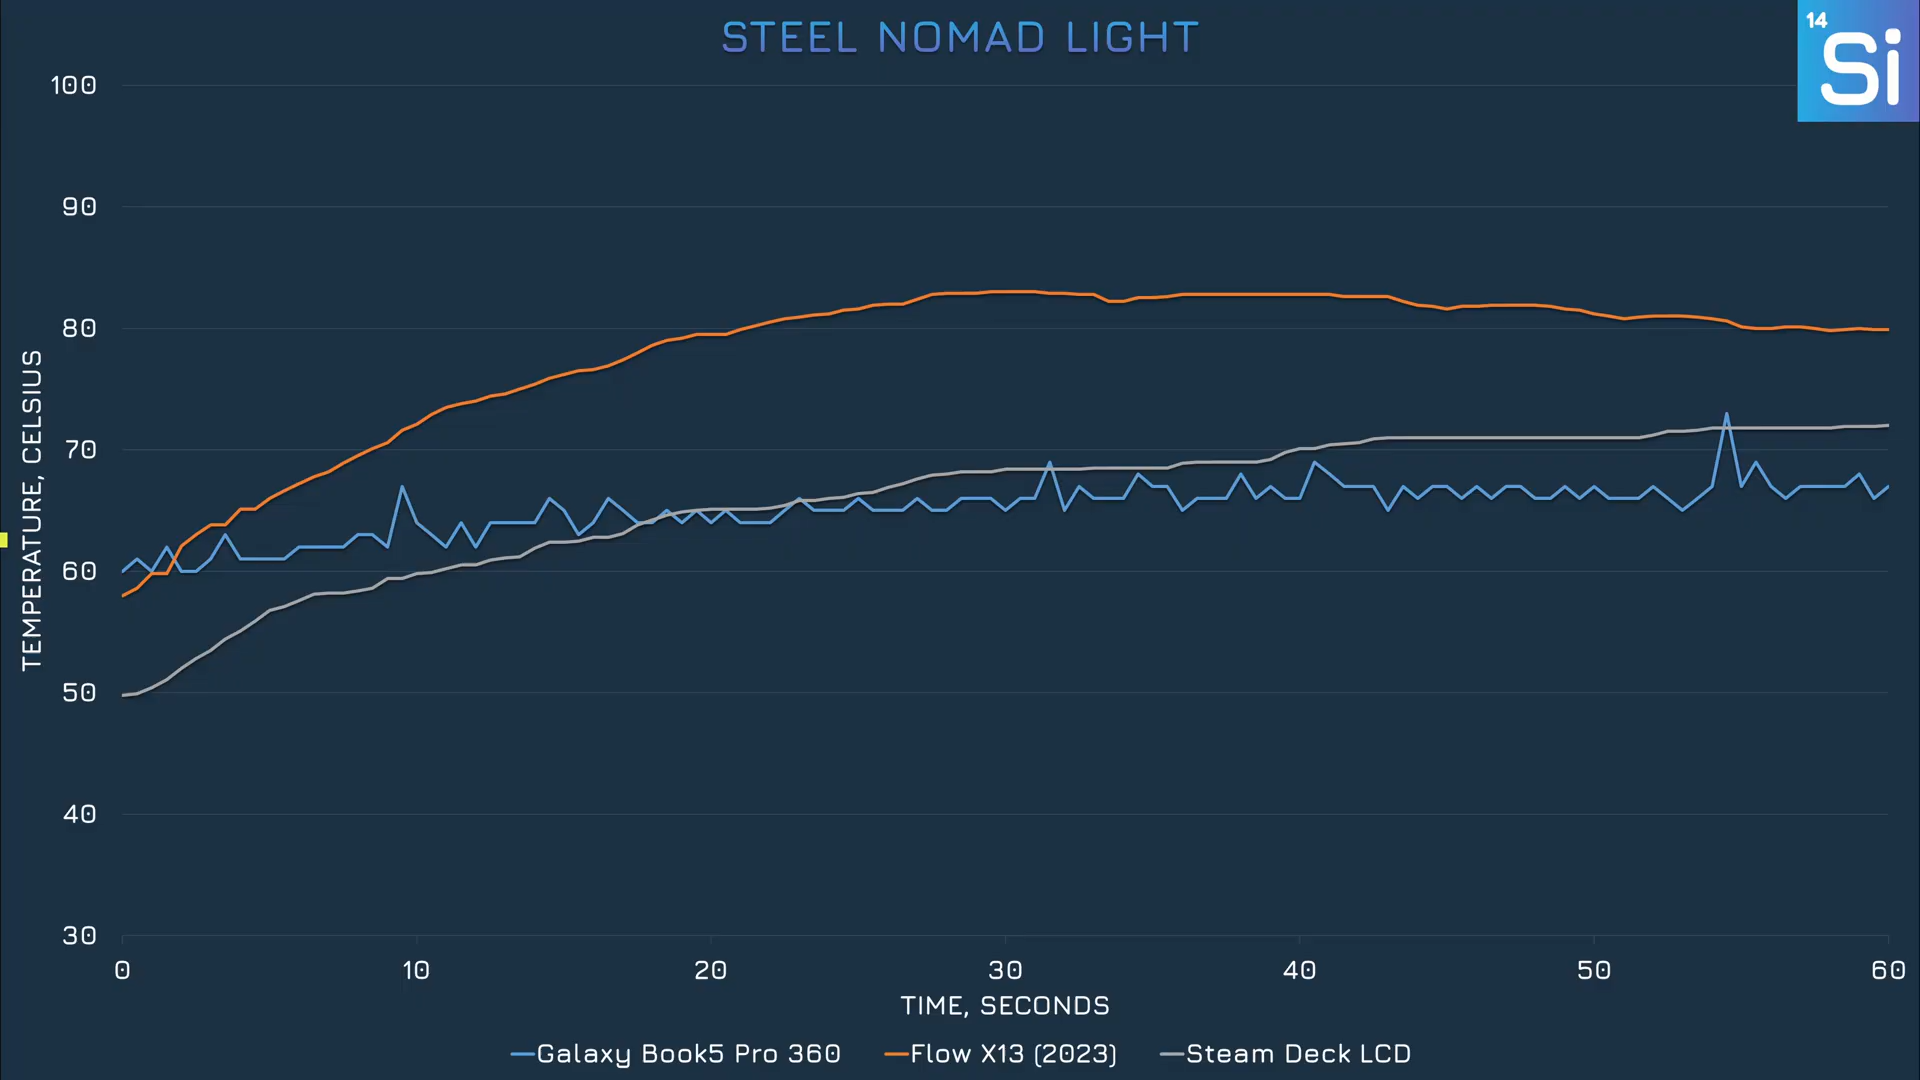 STEEL NOMAD LIGHT
14
Si
100
90
80
70
60
50
40
30
TEMPERATURE, CELSIUS
0 10 20 30 40 50 60
TIME, SECONDS
Galaxy Book5 Pro 360 Flow X13 (2023) Steam Deck LCD